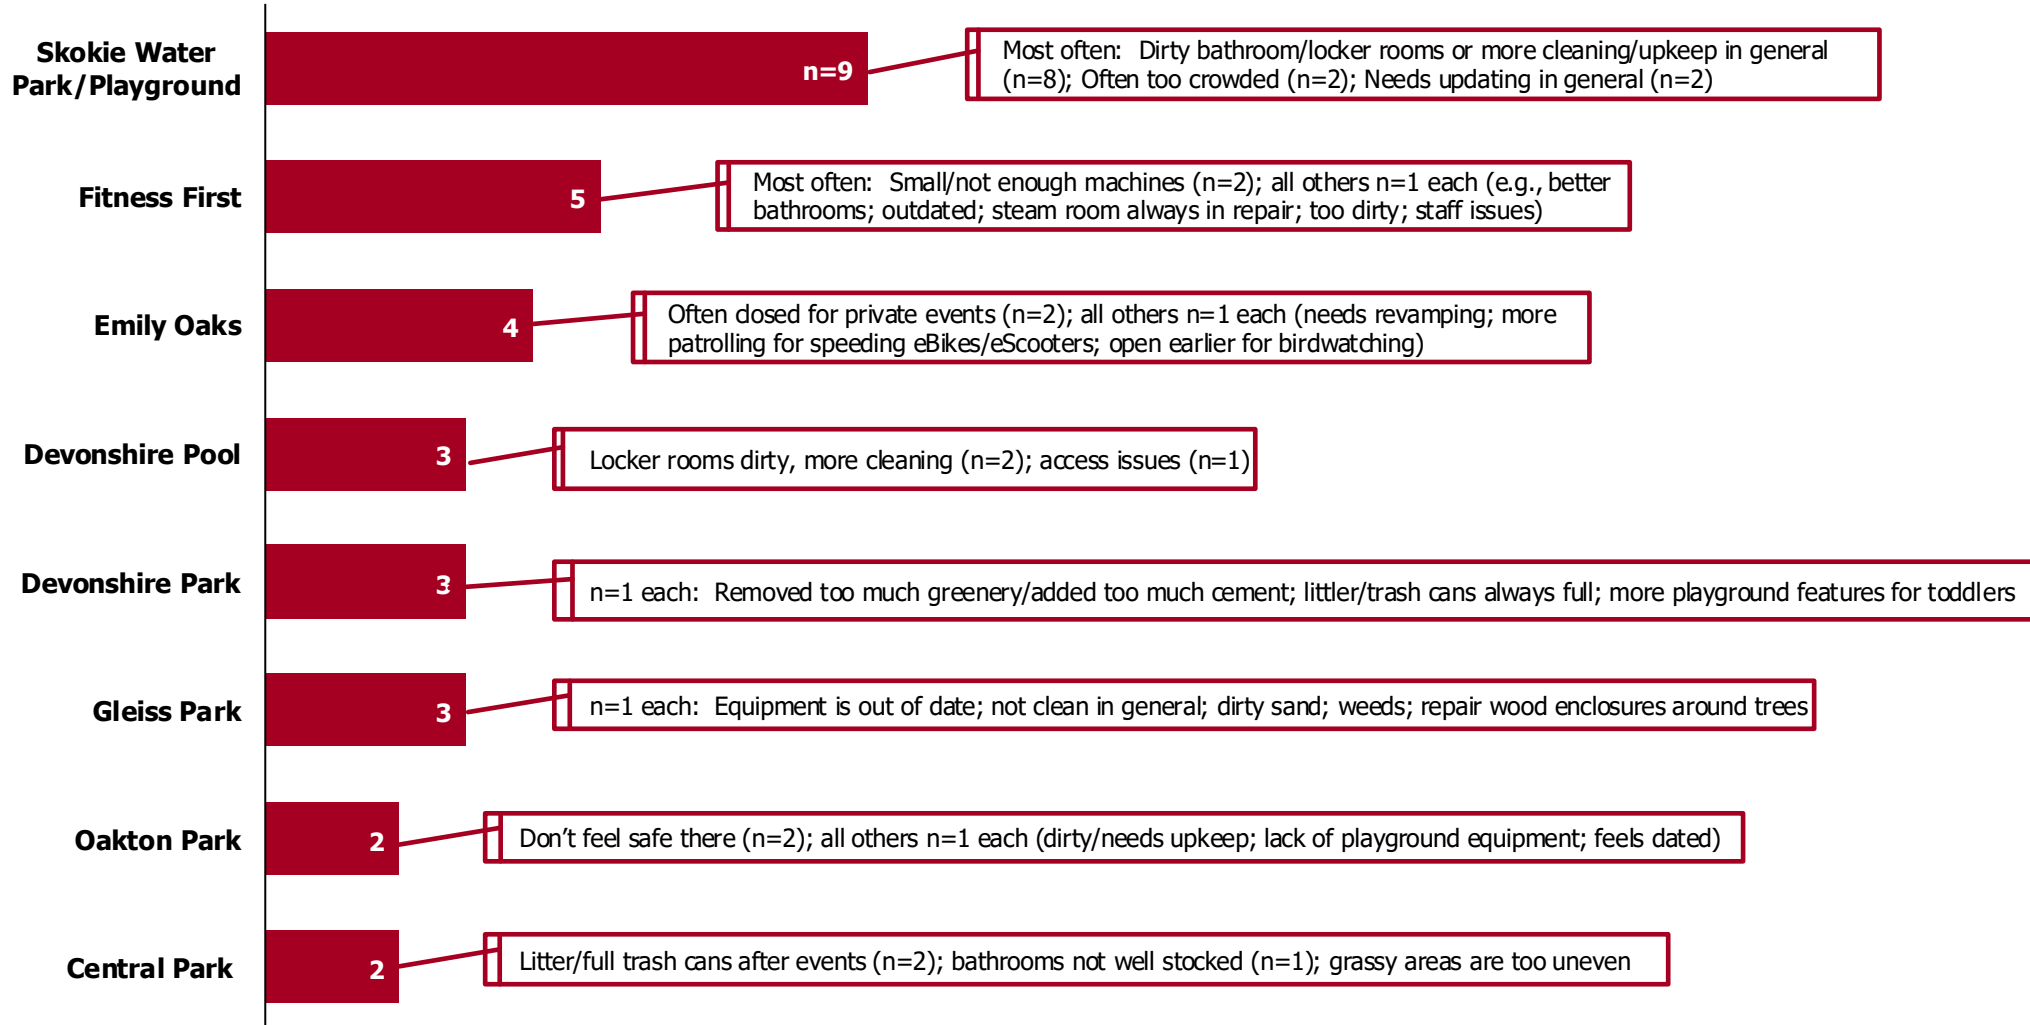 Skokie Water
Park/Playground
n=9
Most often: Dirty bathroom/locker rooms or more cleaning/upkeep in general
(n=8); Often too crowded (n=2); Needs updating in general (n=2)
Fitness First
5
Most often: Small/not enough machines (n=2); all others n=1 each (e.g., better
bathrooms; outdated; steam room always in repair; too dirty; staff issues)
Emily Oaks
4
Often closed for private events (n=2); all others n=1 each (needs revamping; more
patrolling for speeding eBikes/eScooters; open earlier for birdwatching)
Devonshire Pool
3
Locker rooms dirty, more cleaning (n=2); access issues (n=1)
Devonshire Park
3
n=1 each: Removed too much greenery/added too much cement; littler/trash cans always full; more playground features for toddlers
Gleiss Park
3
n=1 each: Equipment is out of date; not clean in general; dirty sand; weeds; repair wood enclosures around trees
Oakton Park
2
Don't feel safe there (n=2); all others n=1 each (dirty/needs upkeep; lack of playground equipment; feels dated)
Central Park
2
Litter/full trash cans after events (n=2); bathrooms not well stocked (n=1); grassy areas are too uneven